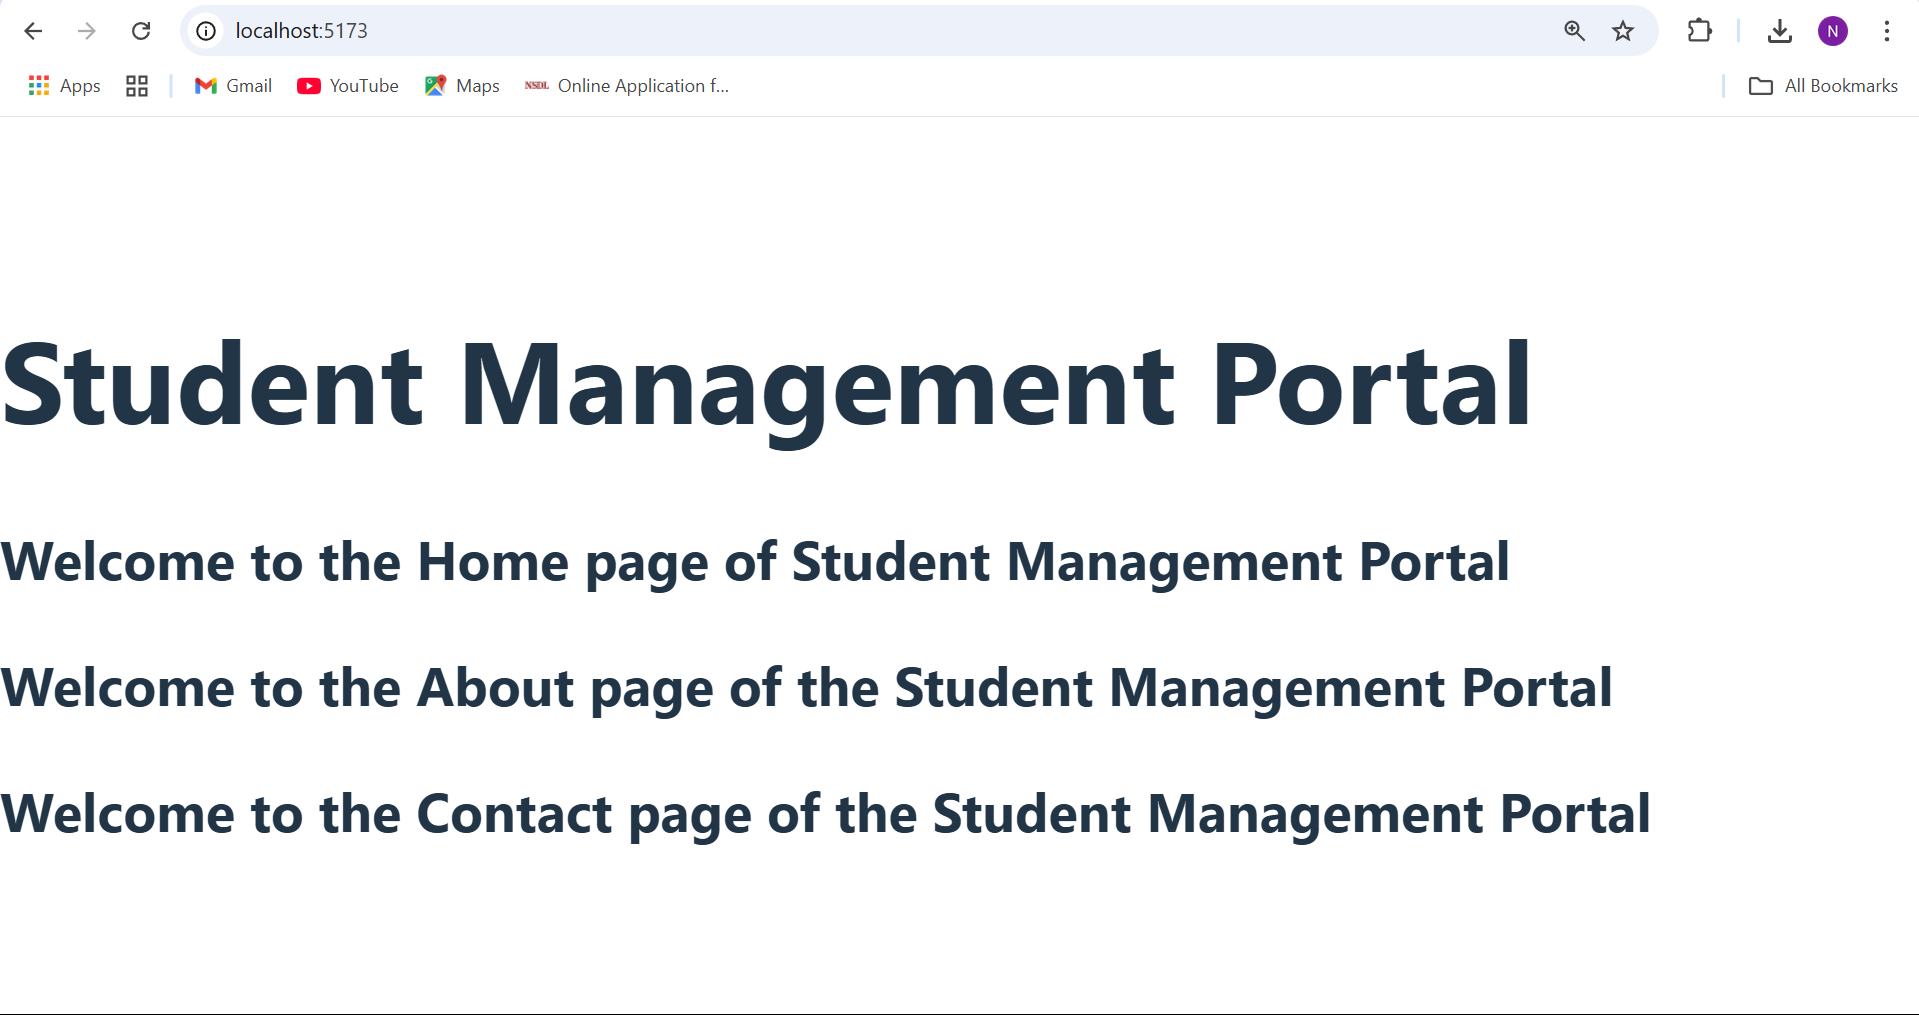 localhost:5173
N
Apps Gmail YouTube Maps NSDL Online Application f... All Bookmarks
Student Management Portal
Welcome to the Home page of Student Management Portal
Welcome to the About page of the Student Management Portal
Welcome to the Contact page of the Student Management Portal